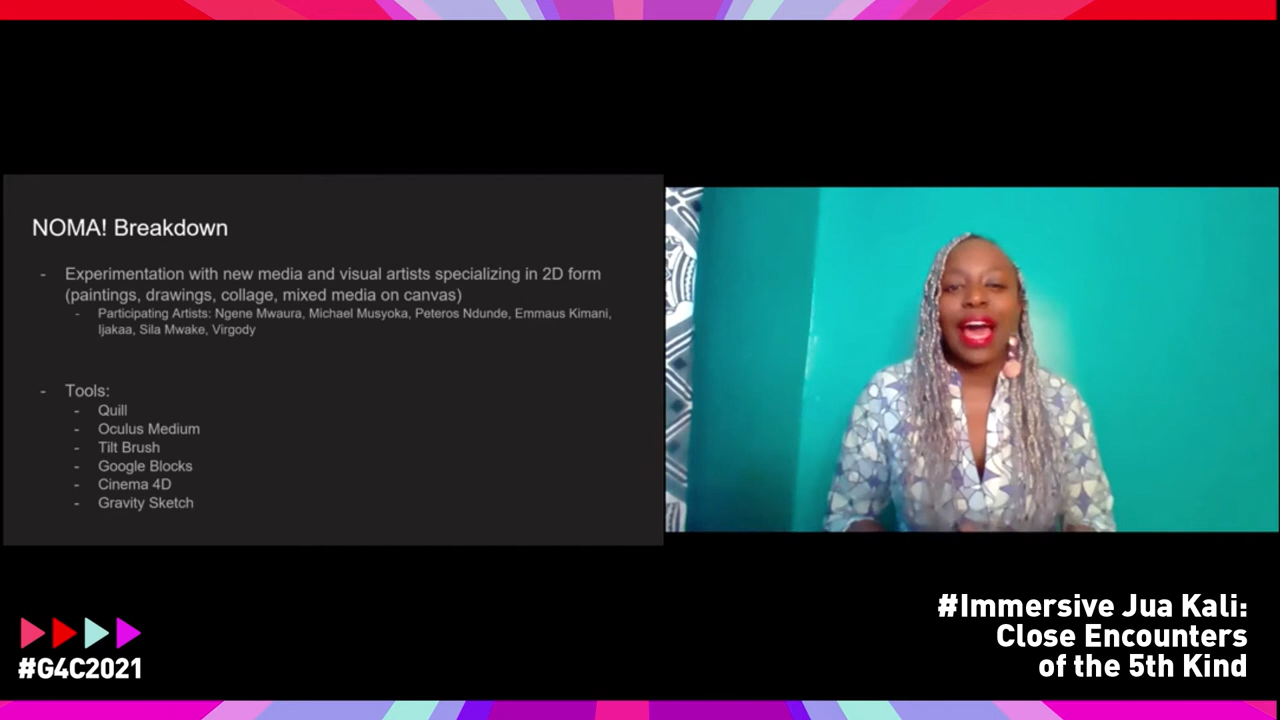 NOMA! Breakdown
- Experimentation with new media and visual artists specializing in 2D form
(paintings, drawings, collage, mixed media on canvas)
- Participating Artists: Ngene Mwaura, Michael Musyoka, Peteros Ndunde, Emmaus Kimani,
Ijakaa, Sila Mwake, Virgody
- Tools:
- Quill
- Oculus Medium
- Tilt Brush
- Google Blocks
- Cinema 4D
- Gravity Sketch
#G4C2021
#Immersive Jua Kali:
Close Encounters
of the 5th Kind